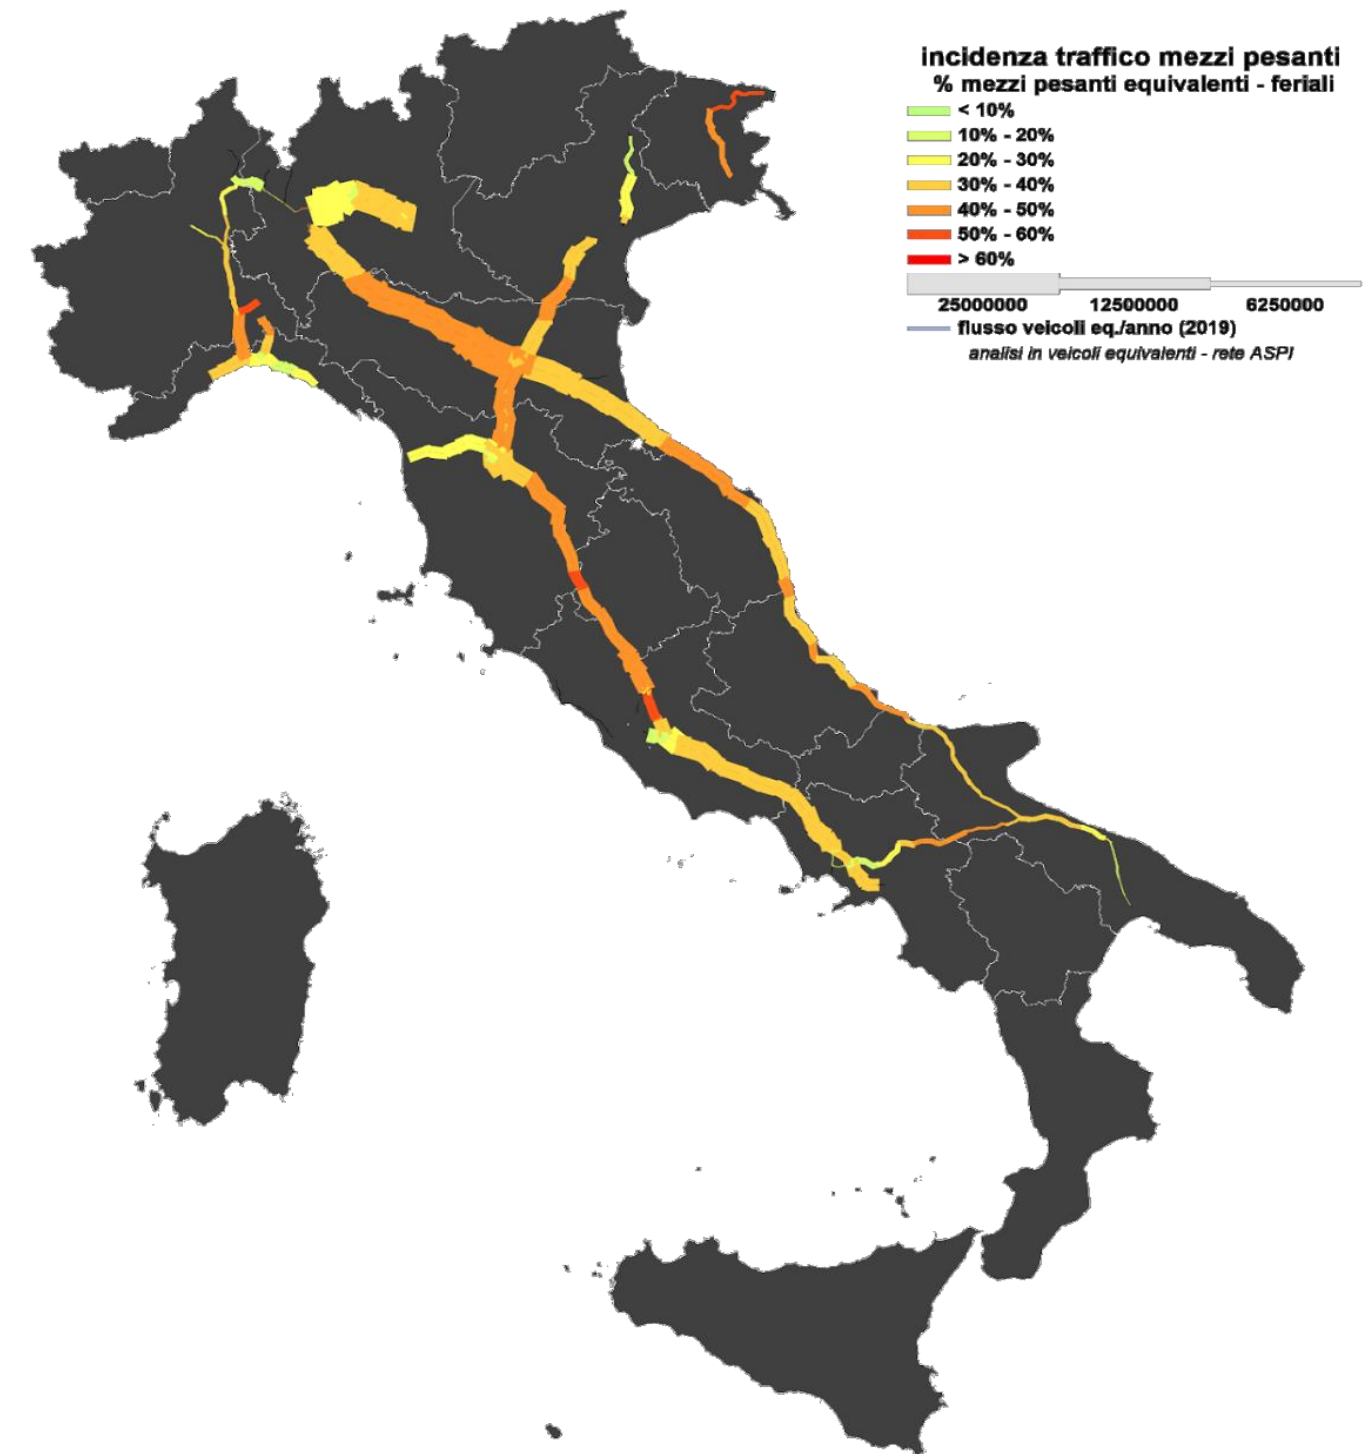 incidenza traffico mezzi pesanti
% mezzi pesanti equivalenti - feriali
< 10%
10% - 20%
20% - 30%
30% - 40%
40% - 50%
50% - 60%
> 60%
25000000 12500000 6250000
flusso veicoli eq./anno (2019)
analisi in veicoli equivalenti - rete ASPI